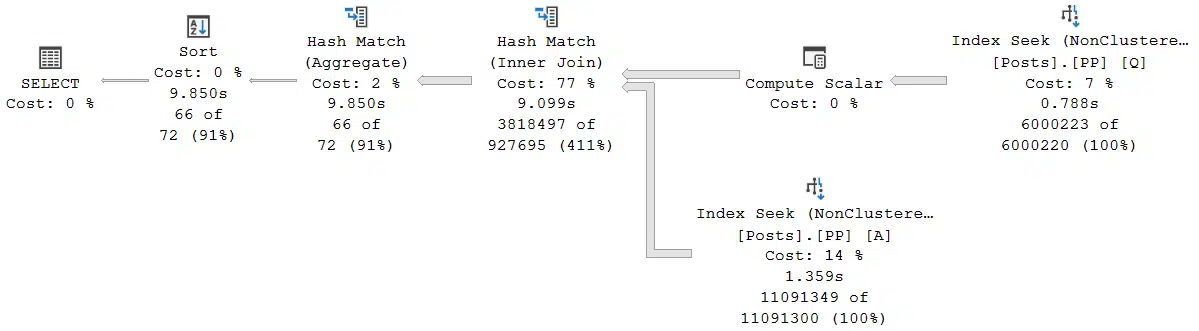 SELECT
Cost: 0 %
Sort
Cost: 0 %
9.850s
66 of
72 (91%)
Hash Match
(Aggregate)
Cost: 2 %
9.850s
66 of
72 (91%)
Hash Match
(Inner Join)
Cost: 77 %
9.099s
3818497 of
927695 (411%)
Compute Scalar
Cost: 0 %
Index Seek (NonClustere…
[Posts].[PP] [Q]
Cost: 7 %
0.788s
6000223 of
6000220 (100%)
Index Seek (NonClustere…
[Posts].[PP] [A]
Cost: 14 %
1.359s
11091349 of
11091300 (100%)